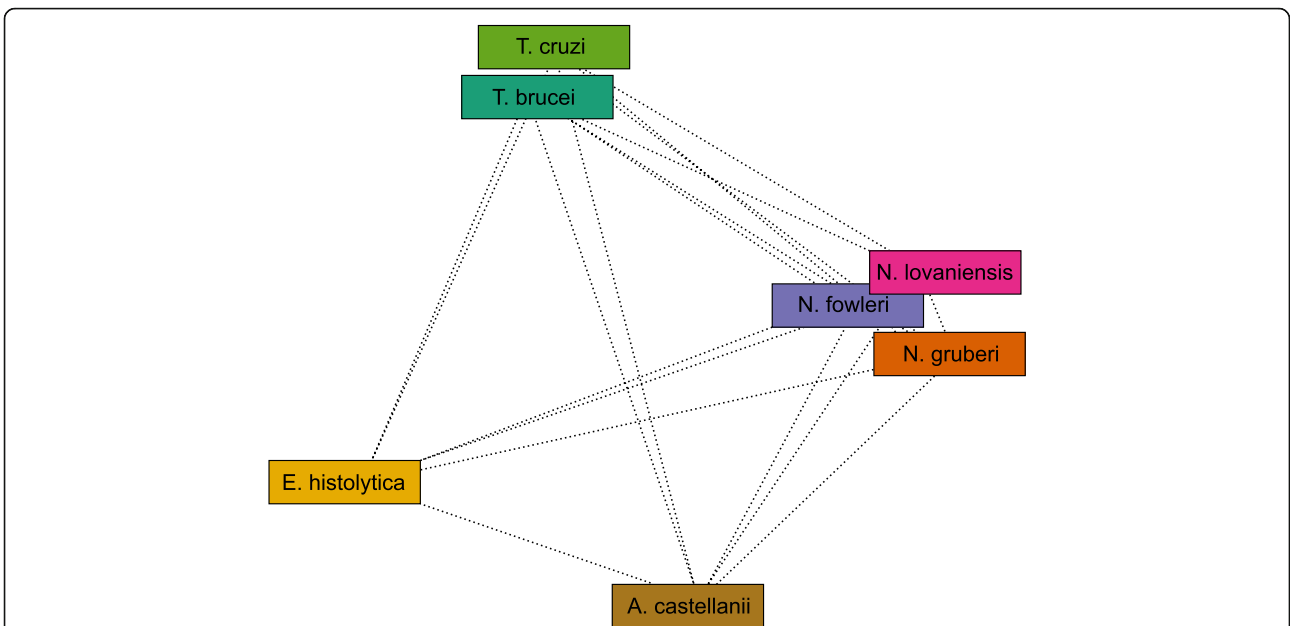 T. cruzi
T. brucei
N. lovaniensis
N. fowleri
N. gruberi
E. histolytica
A. castellanii